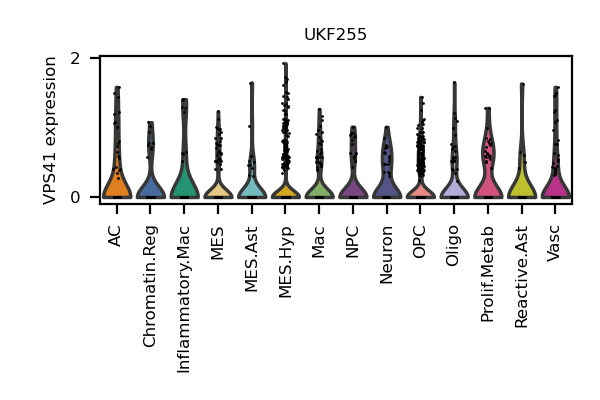 UKF255
VPS41 expression
2
0
AC
Chromatin.Reg
Inflammatory.Mac
MES
MES.Ast
MES.Hyp
Mac
NPC
Neuron
OPC
Oligo
Prolif.Metab
Reactive.Ast
Vasc